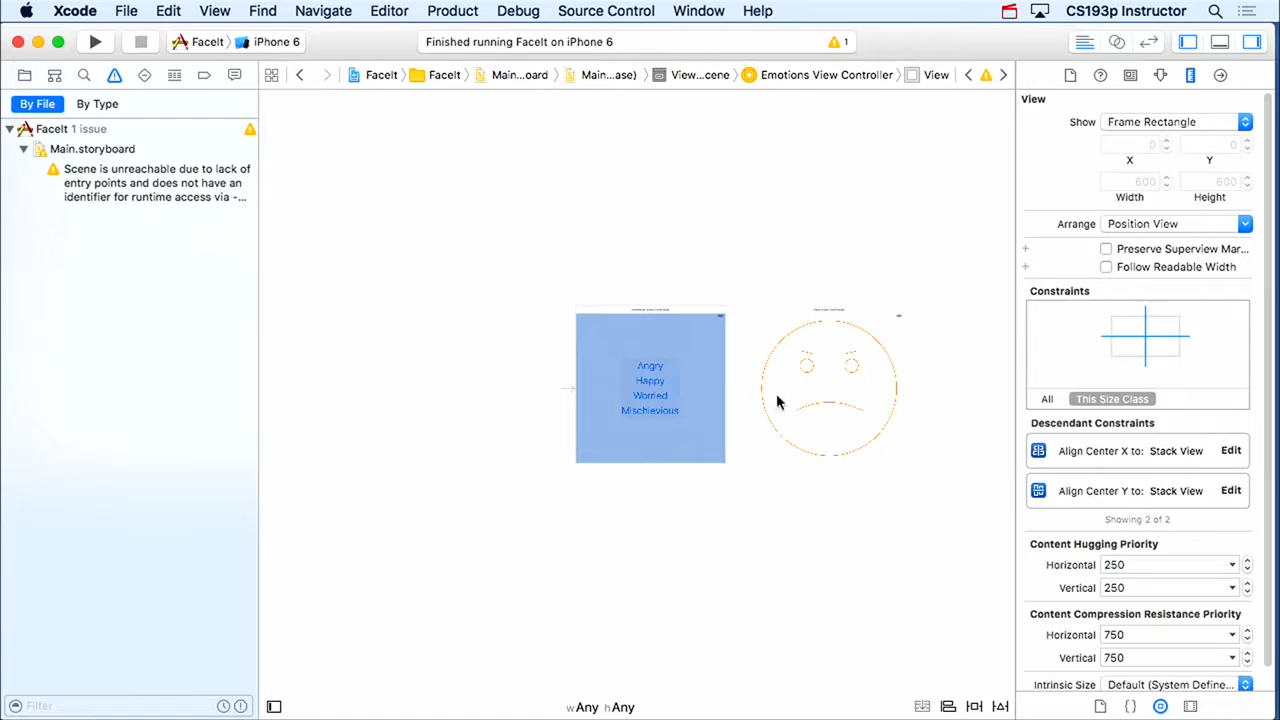 Xcode File Edit View Find Navigate Editor Product Debug Source Control Window Help CS193p Instructor
FaceIt iPhone 6 Finished running FaceIt on iPhone 6 1
FaceIt FaceIt Main...oard Main...ase) View...cene Emotions View Controller View
By File By Type
FaceIt 1 issue
Main.storyboard
Scene is unreachable due to lack of
entry points and does not have an
identifier for runtime access via -...
Angry
Happy
Worried
Mischievious
View
Show Frame Rectangle
0 0
X Y
600 600
Width Height
Arrange Position View
Preserve Superview Mar...
Follow Readable Width
Constraints
All This Size Class
Descendant Constraints
Align Center X to: Stack View Edit
Align Center Y to: Stack View Edit
Showing 2 of 2
Content Hugging Priority
Horizontal 250
Vertical 250
Content Compression Resistance Priority
Horizontal 750
Vertical 750
Intrinsic Size Default (System Define...
Filter
wAny hAny